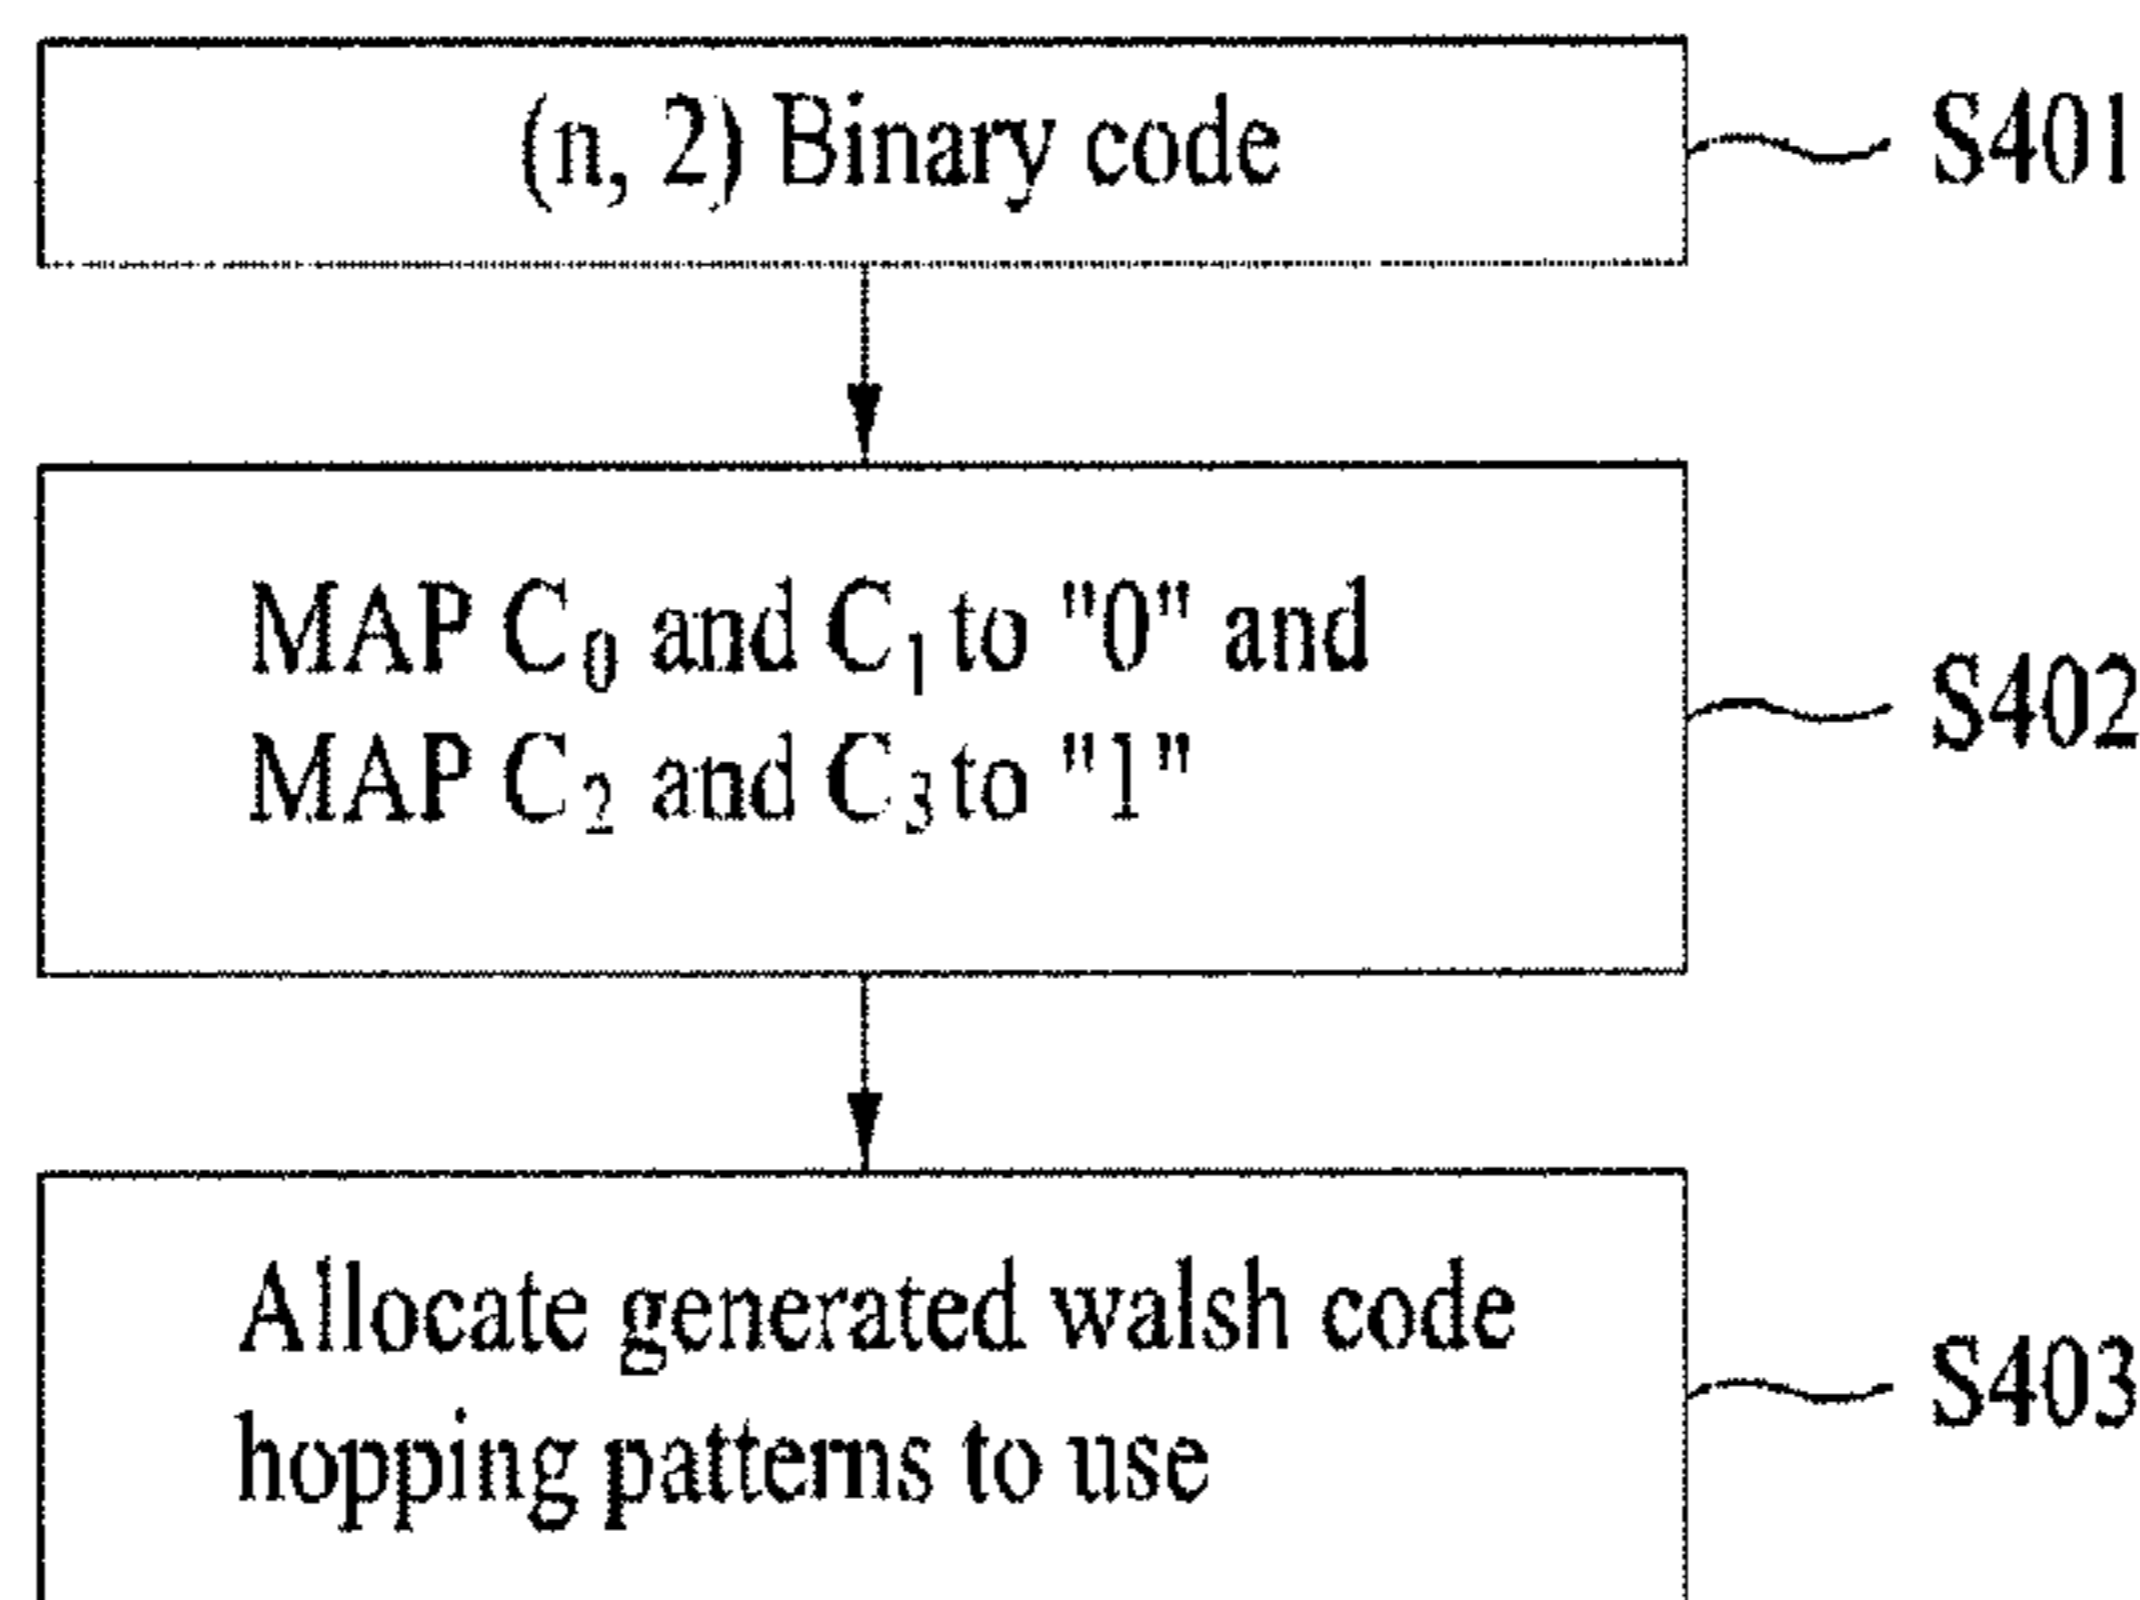 (n, 2) Binary code
S401
MAP C₀ and C₁ to "0" and
MAP C₂ and C₃ to "1"
S402
Allocate generated walsh code
hopping patterns to use
S403